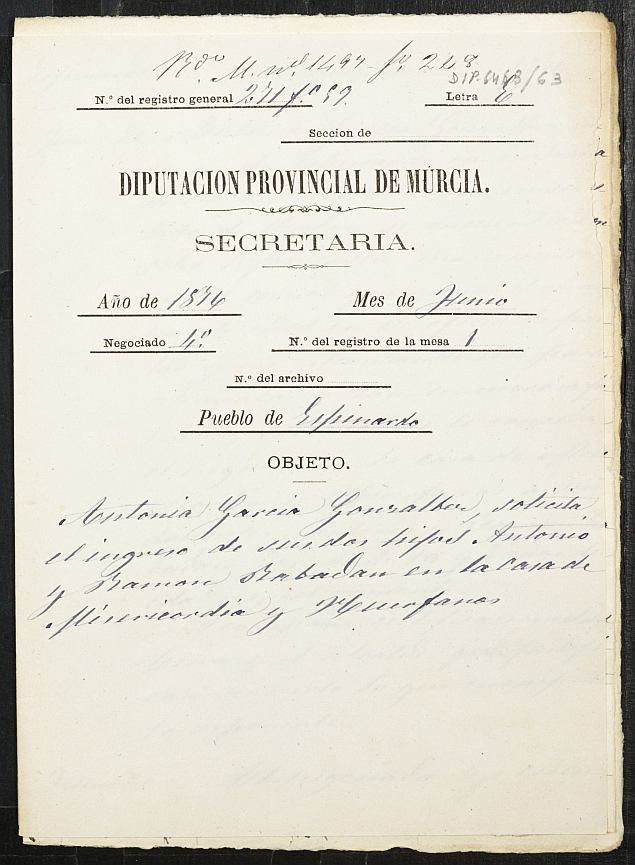 Rdo M. nº 1497 fº 248
DIP.6463/63
N.º del registro general 271 fº 59. Letra E
Seccion de
DIPUTACION PROVINCIAL DE MÚRCIA.
SECRETARIA.
Año de 1876 Mes de Junio
Negociado 4º N.º del registro de la mesa 1
N.º del archivo
Pueblo de Espinardo
OBJETO.
Antonia Garcia Gonzalbez, solicita
el ingreso de sus dos hijos Antonio
y Ramon Rabadan en la casa de
Misericordia y Huerfanos